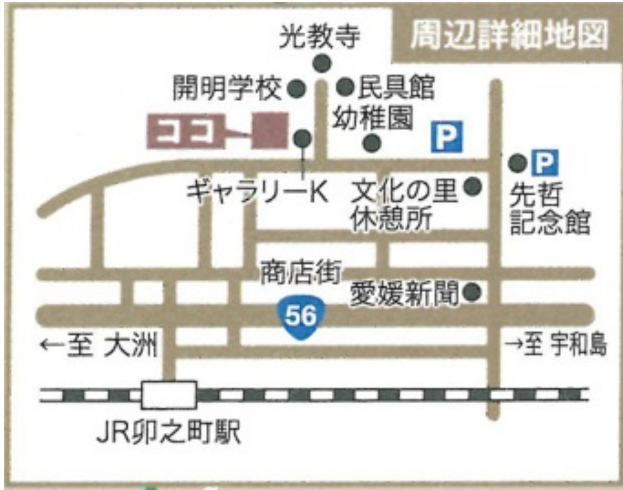 周辺詳細地図
光教寺
開明学校
民具館
幼稚園
P
ココ
P
ギャラリーK
文化の里
休憩所
先哲
記念館
商店街
愛媛新聞
56
←至 大洲
→至 宇和島
JR卯之町駅